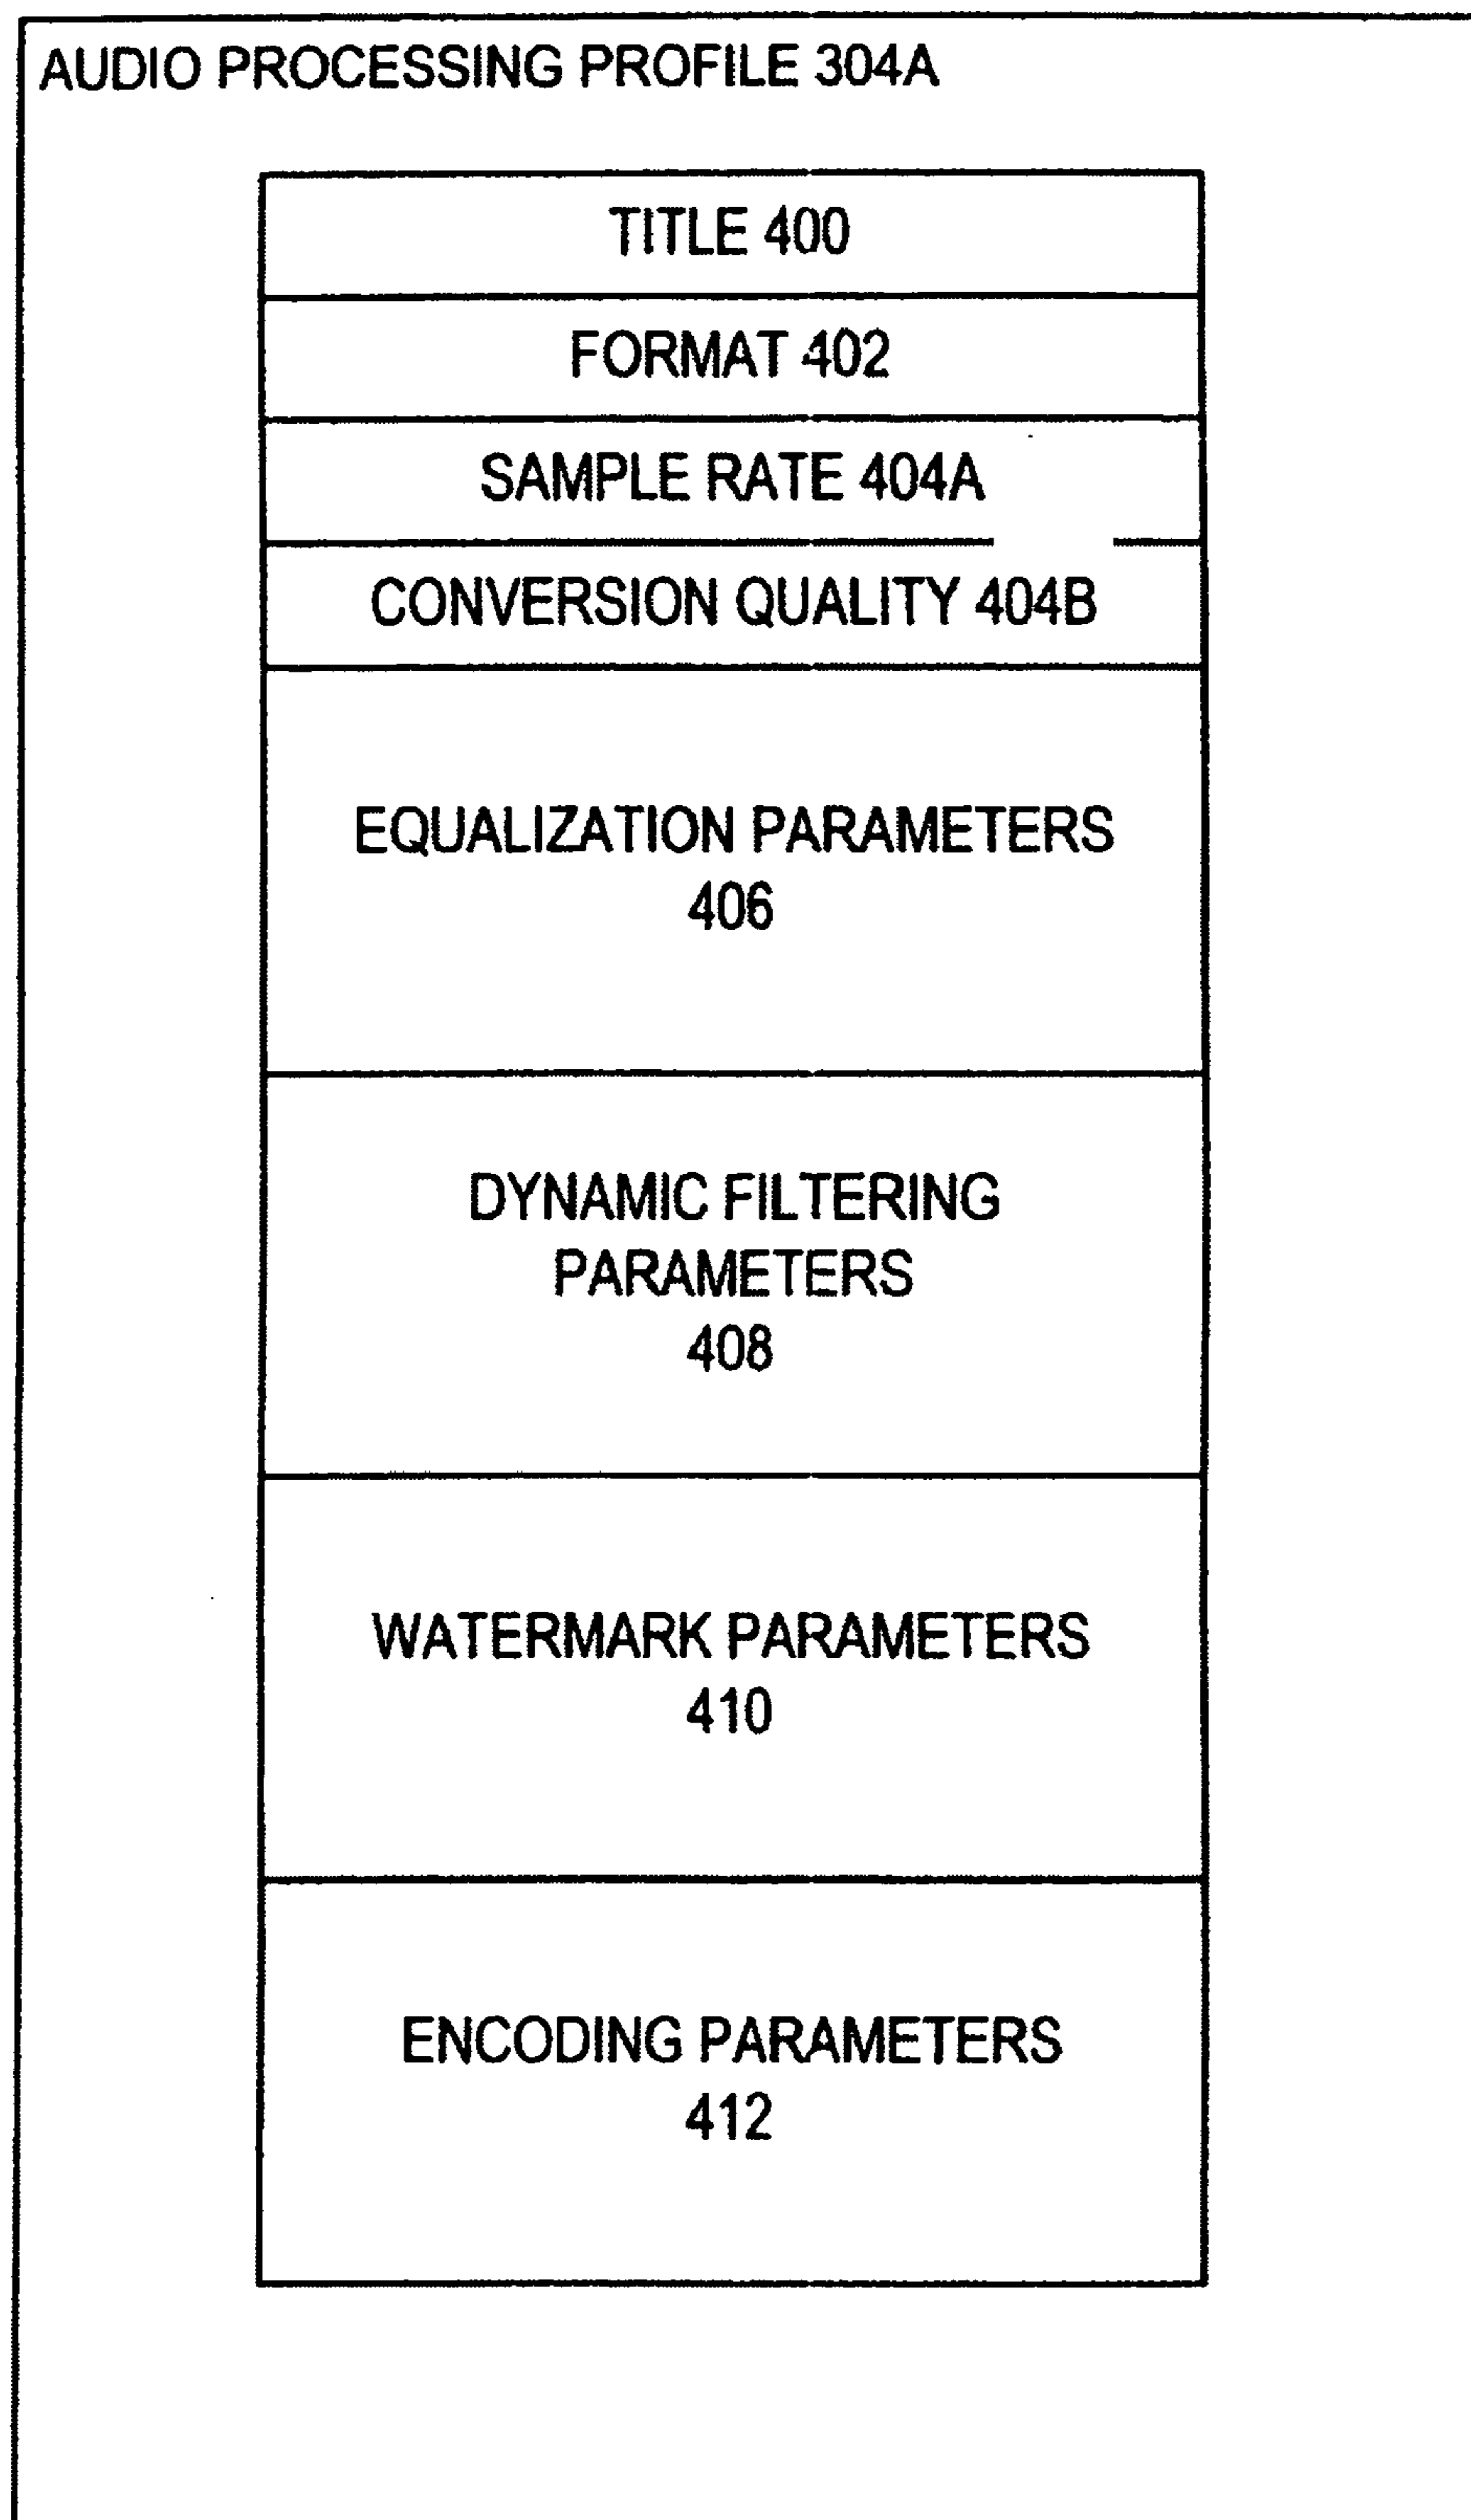 AUDIO PROCESSING PROFILE 304A
TITLE 400
FORMAT 402
SAMPLE RATE 404A
CONVERSION QUALITY 404B
EQUALIZATION PARAMETERS
406
DYNAMIC FILTERING
PARAMETERS
408
WATERMARK PARAMETERS
410
ENCODING PARAMETERS
412